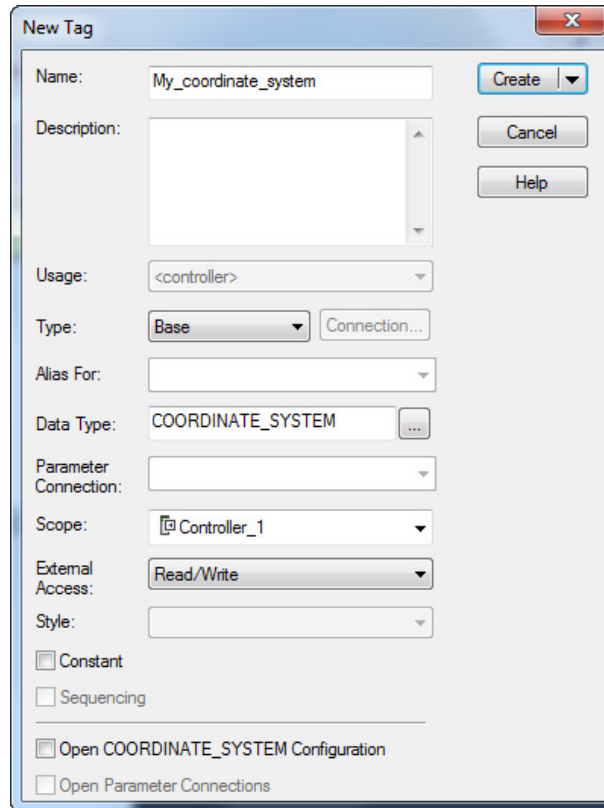 New Tag
Name: My_coordinate_system Create
Description: Cancel
Help
Usage: <controller>
Type: Base Connection...
Alias For:
Data Type: COORDINATE_SYSTEM ...
Parameter
Connection:
Scope: Controller_1
External
Access: Read/Write
Style:
Constant
Sequencing
Open COORDINATE_SYSTEM Configuration
Open Parameter Connections